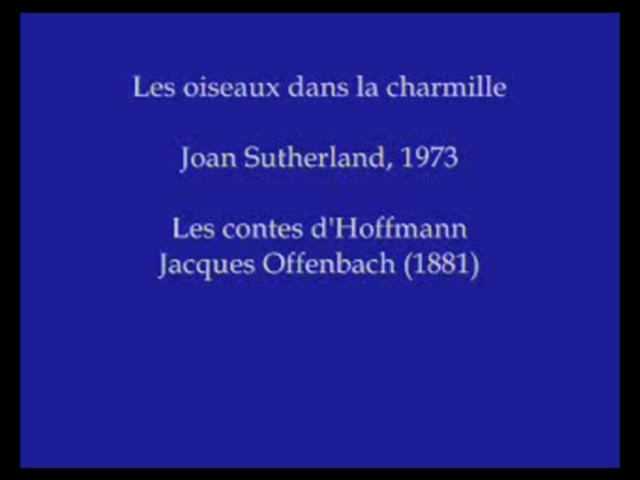 Les oiseaux dans la charmille
Joan Sutherland, 1973
Les contes d'Hoffmann
Jacques Offenbach (1881)